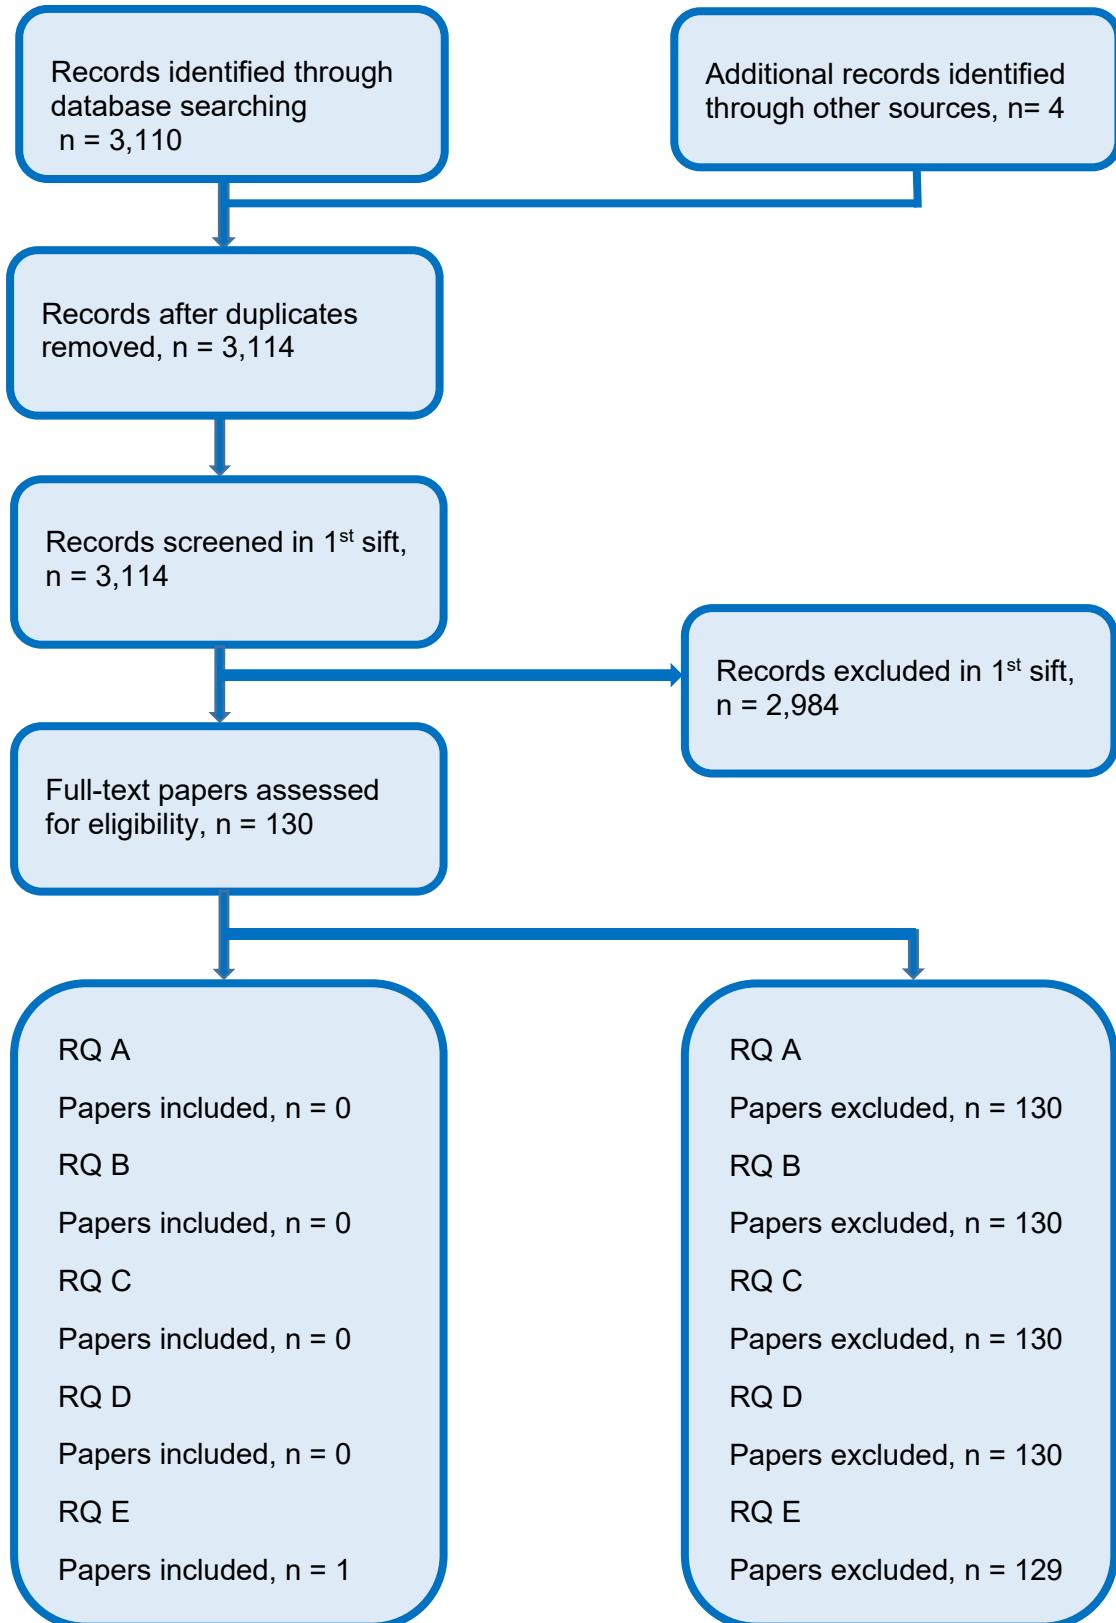 Records identified through
database searching
n = 3,110
Additional records identified
through other sources, n= 4
Records after duplicates
removed, n = 3,114
Records screened in 1st sift,
n = 3,114
Records excluded in 1st sift,
n = 2,984
Full-text papers assessed
for eligibility, n = 130
RQ A
Papers included, n = 0
RQ B
Papers included, n = 0
RQ C
Papers included, n = 0
RQ D
Papers included, n = 0
RQ E
Papers included, n = 1
RQ A
Papers excluded, n = 130
RQ B
Papers excluded, n = 130
RQ C
Papers excluded, n = 130
RQ D
Papers excluded, n = 130
RQ E
Papers excluded, n = 129